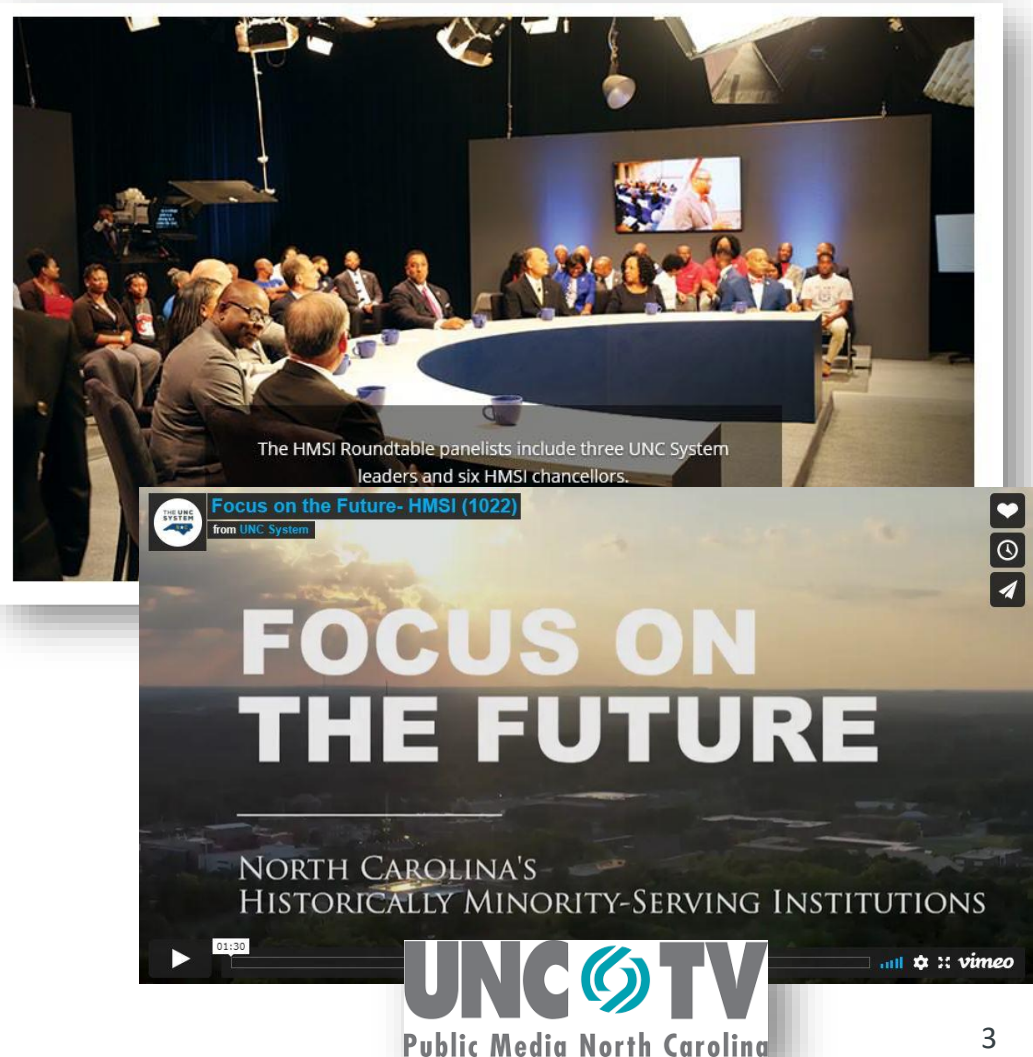 The HMSI Roundtable panelists include three UNC System
leaders and six HMSI chancellors.
THE UNC
SYSTEM
Focus on the Future- HMSI (1022)
from UNC System
FOCUS ON
THE FUTURE
NORTH CAROLINA'S
HISTORICALLY MINORITY-SERVING INSTITUTIONS
01:30
vimeo
UNC TV
Public Media North Carolina
3